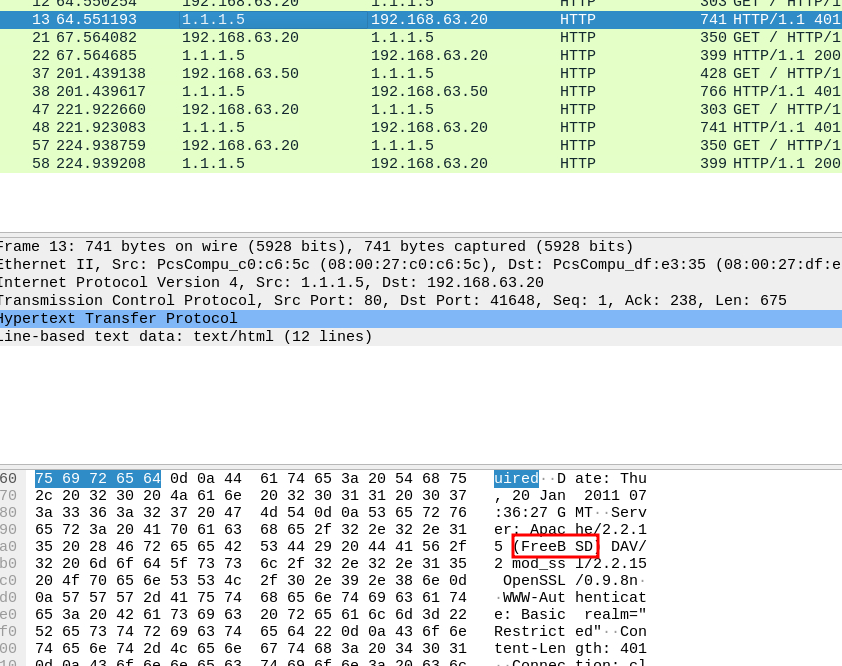 12 64.550254 192.168.63.20 1.1.1.5 HTTP 303 GET / HTTP/1
13 64.551193 1.1.1.5 192.168.63.20 HTTP 741 HTTP/1.1 401
21 67.564082 192.168.63.20 1.1.1.5 HTTP 350 GET / HTTP/1
22 67.564685 1.1.1.5 192.168.63.20 HTTP 399 HTTP/1.1 200
37 201.439138 192.168.63.50 1.1.1.5 HTTP 428 GET / HTTP/1
38 201.439617 1.1.1.5 192.168.63.50 HTTP 766 HTTP/1.1 401
47 221.922660 192.168.63.20 1.1.1.5 HTTP 303 GET / HTTP/1
48 221.923083 1.1.1.5 192.168.63.20 HTTP 741 HTTP/1.1 401
57 224.938759 192.168.63.20 1.1.1.5 HTTP 350 GET / HTTP/1
58 224.939208 1.1.1.5 192.168.63.20 HTTP 399 HTTP/1.1 200
Frame 13: 741 bytes on wire (5928 bits), 741 bytes captured (5928 bits)
Ethernet II, Src: PcsCompu_c0:c6:5c (08:00:27:c0:c6:5c), Dst: PcsCompu_df:e3:35 (08:00:27:df:e
Internet Protocol Version 4, Src: 1.1.1.5, Dst: 192.168.63.20
Transmission Control Protocol, Src Port: 80, Dst Port: 41648, Seq: 1, Ack: 238, Len: 675
Hypertext Transfer Protocol
Line-based text data: text/html (12 lines)
60 75 69 72 65 64 0d 0a 44 61 74 65 3a 20 54 68 75 uired··D ate: Thu
70 2c 20 32 30 20 4a 61 6e 20 32 30 31 31 20 30 37 , 20 Jan 2011 07
80 3a 33 36 3a 32 37 20 47 4d 54 0d 0a 53 65 72 76 :36:27 G MT··Serv
90 65 72 3a 20 41 70 61 63 68 65 2f 32 2e 32 2e 31 er: Apac he/2.2.1
a0 35 20 28 46 72 65 65 42 53 44 29 20 44 41 56 2f 5 (FreeB SD) DAV/
b0 32 20 6d 6f 64 5f 73 73 6c 2f 32 2e 32 2e 31 35 2 mod_ss l/2.2.15
c0 20 4f 70 65 6e 53 53 4c 2f 30 2e 39 2e 38 6e 0d OpenSSL /0.9.8n·
d0 0a 57 57 57 2d 41 75 74 68 65 6e 74 69 63 61 74 ·WWW-Aut henticat
e0 65 3a 20 42 61 73 69 63 20 72 65 61 6c 6d 3d 22 e: Basic realm="
f0 52 65 73 74 72 69 63 74 65 64 22 0d 0a 43 6f 6e Restrict ed"··Con
00 74 65 6e 74 2d 4c 65 6e 67 74 68 3a 20 34 30 31 tent-Len gth: 401
10 0d 0a 43 6f 6e 6e 65 63 74 69 6f 6e 3a 20 63 6c ··Connec tion: cl